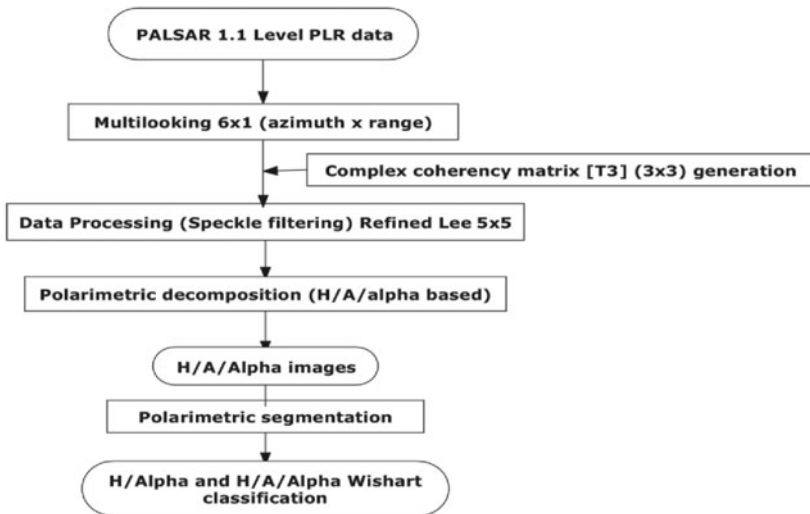 PALSAR 1.1 Level PLR data
Multilooking 6x1 (azimuth x range)
Complex coherency matrix [T3] (3x3) generation
Data Processing (Speckle filtering) Refined Lee 5x5
Polarimetric decomposition (H/A/alpha based)
H/A/Alpha images
Polarimetric segmentation
H/Alpha and H/A/Alpha Wishart
classification